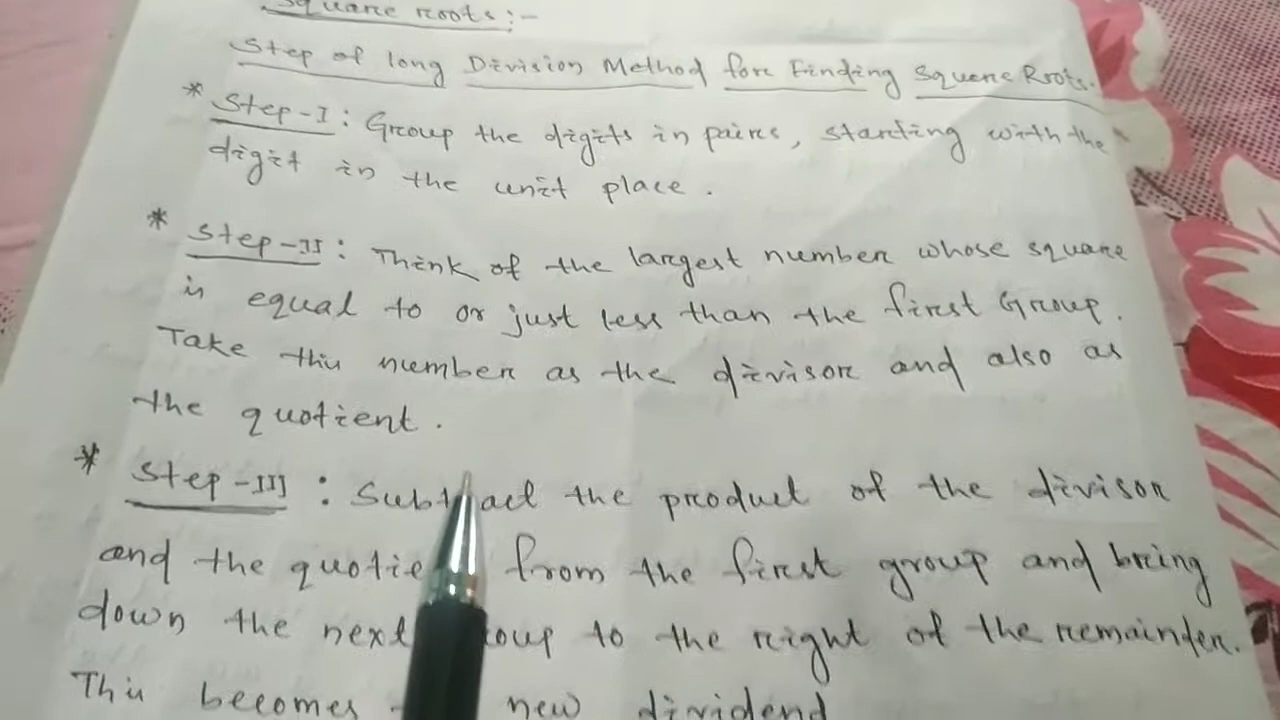 Square roots:-
Step of long Division Method for Finding Square Roots.
* Step-I : Group the digits in pairs, starting with the
digit in the unit place.
* Step-II : Think of the largest number whose square
is equal to or just less than the first Group.
Take this number as the divisor and also as
the quotient.
* Step-III : Subtract the product of the divisor
and the quotie from the first group and bring
down the next oup to the right of the remainder.
This becomes new dividend